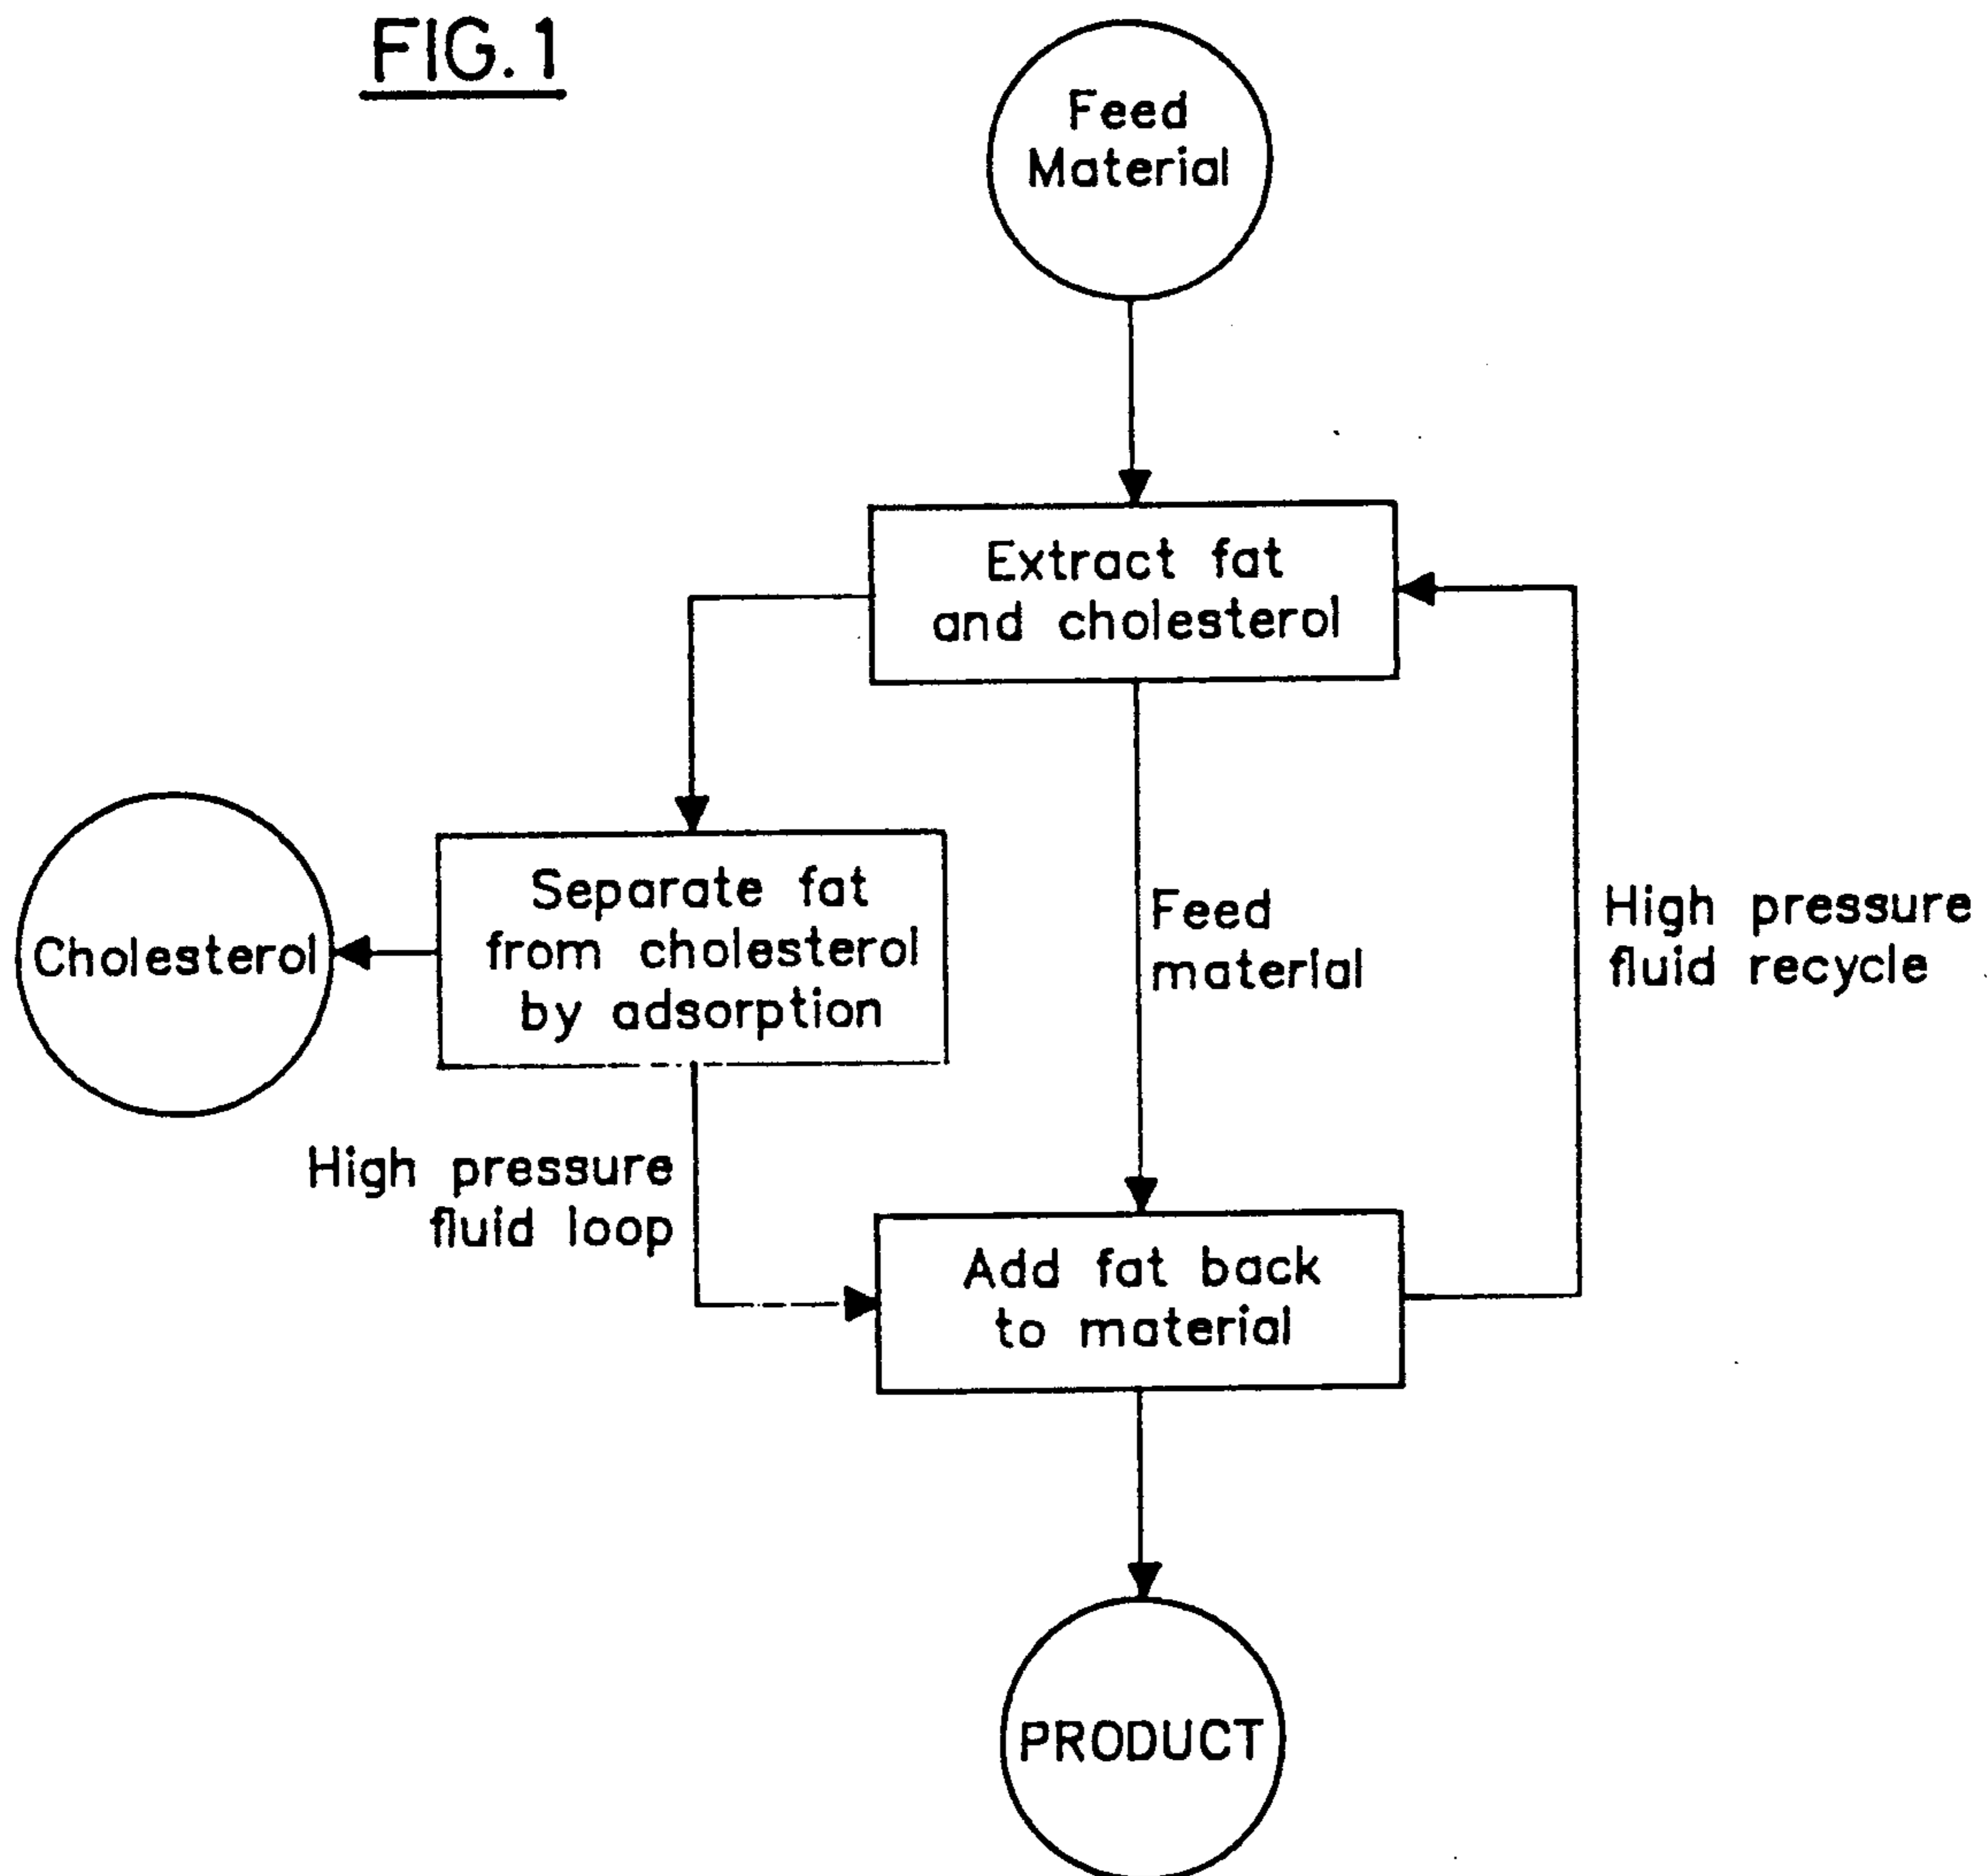 FIG.1
Feed
Material
Extract fat
and cholesterol
Separate fat
from cholesterol
by adsorption
Cholesterol
Feed
material
High pressure
fluid recycle
High pressure
fluid loop
Add fat back
to material
PRODUCT